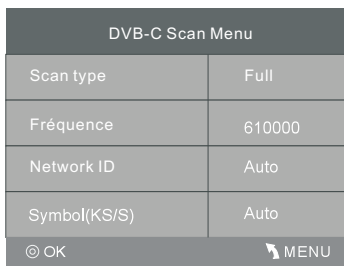 DVB-C Scan Menu
Scan type Full
Fréquence 610000
Network ID Auto
Symbol(KS/S) Auto
OK MENU